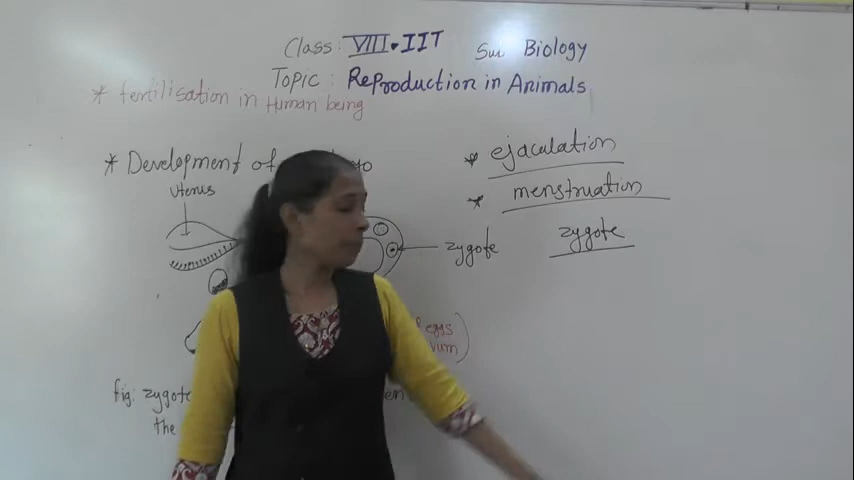 Class: VIII.IIT Sub Biology
Topic: Reproduction in Animals
* fertilisation in Human being
* Development of
* ejaculation
uterus
* menstruation
zygote
zygote
eggs
fig: zygote
the